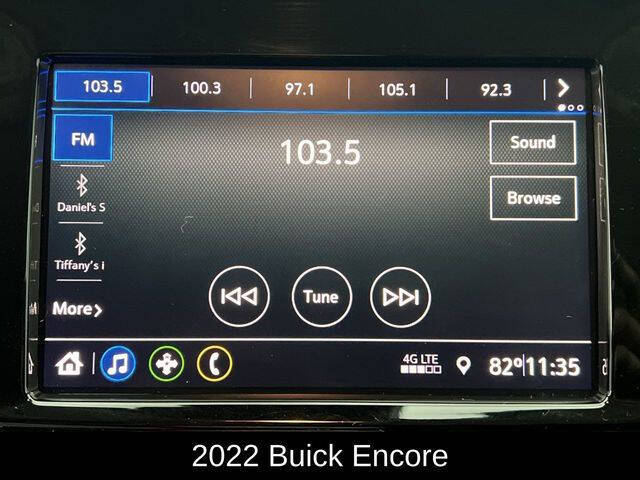 103.5 100.3 97.1 105.1 92.3
FM
103.5
Sound
Daniel's S
Browse
Tiffany's i
Tune
More
4G LTE
82° 11:35
2022 Buick Encore